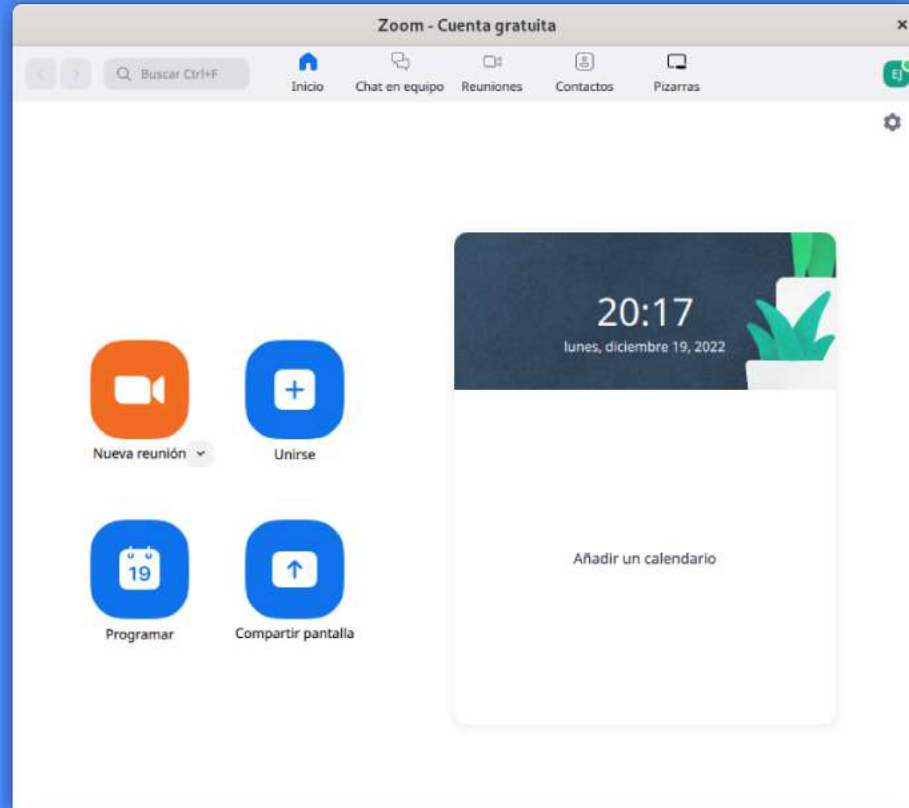 Zoom - Cuenta gratuita
Buscar Ctrl+F
Inicio
Chat en equipo
Reuniones
Contactos
Pizarras
EJ
20:17
lunes, diciembre 19, 2022
Nueva reunión
Unirse
19
Programar
Compartir pantalla
Añadir un calendario